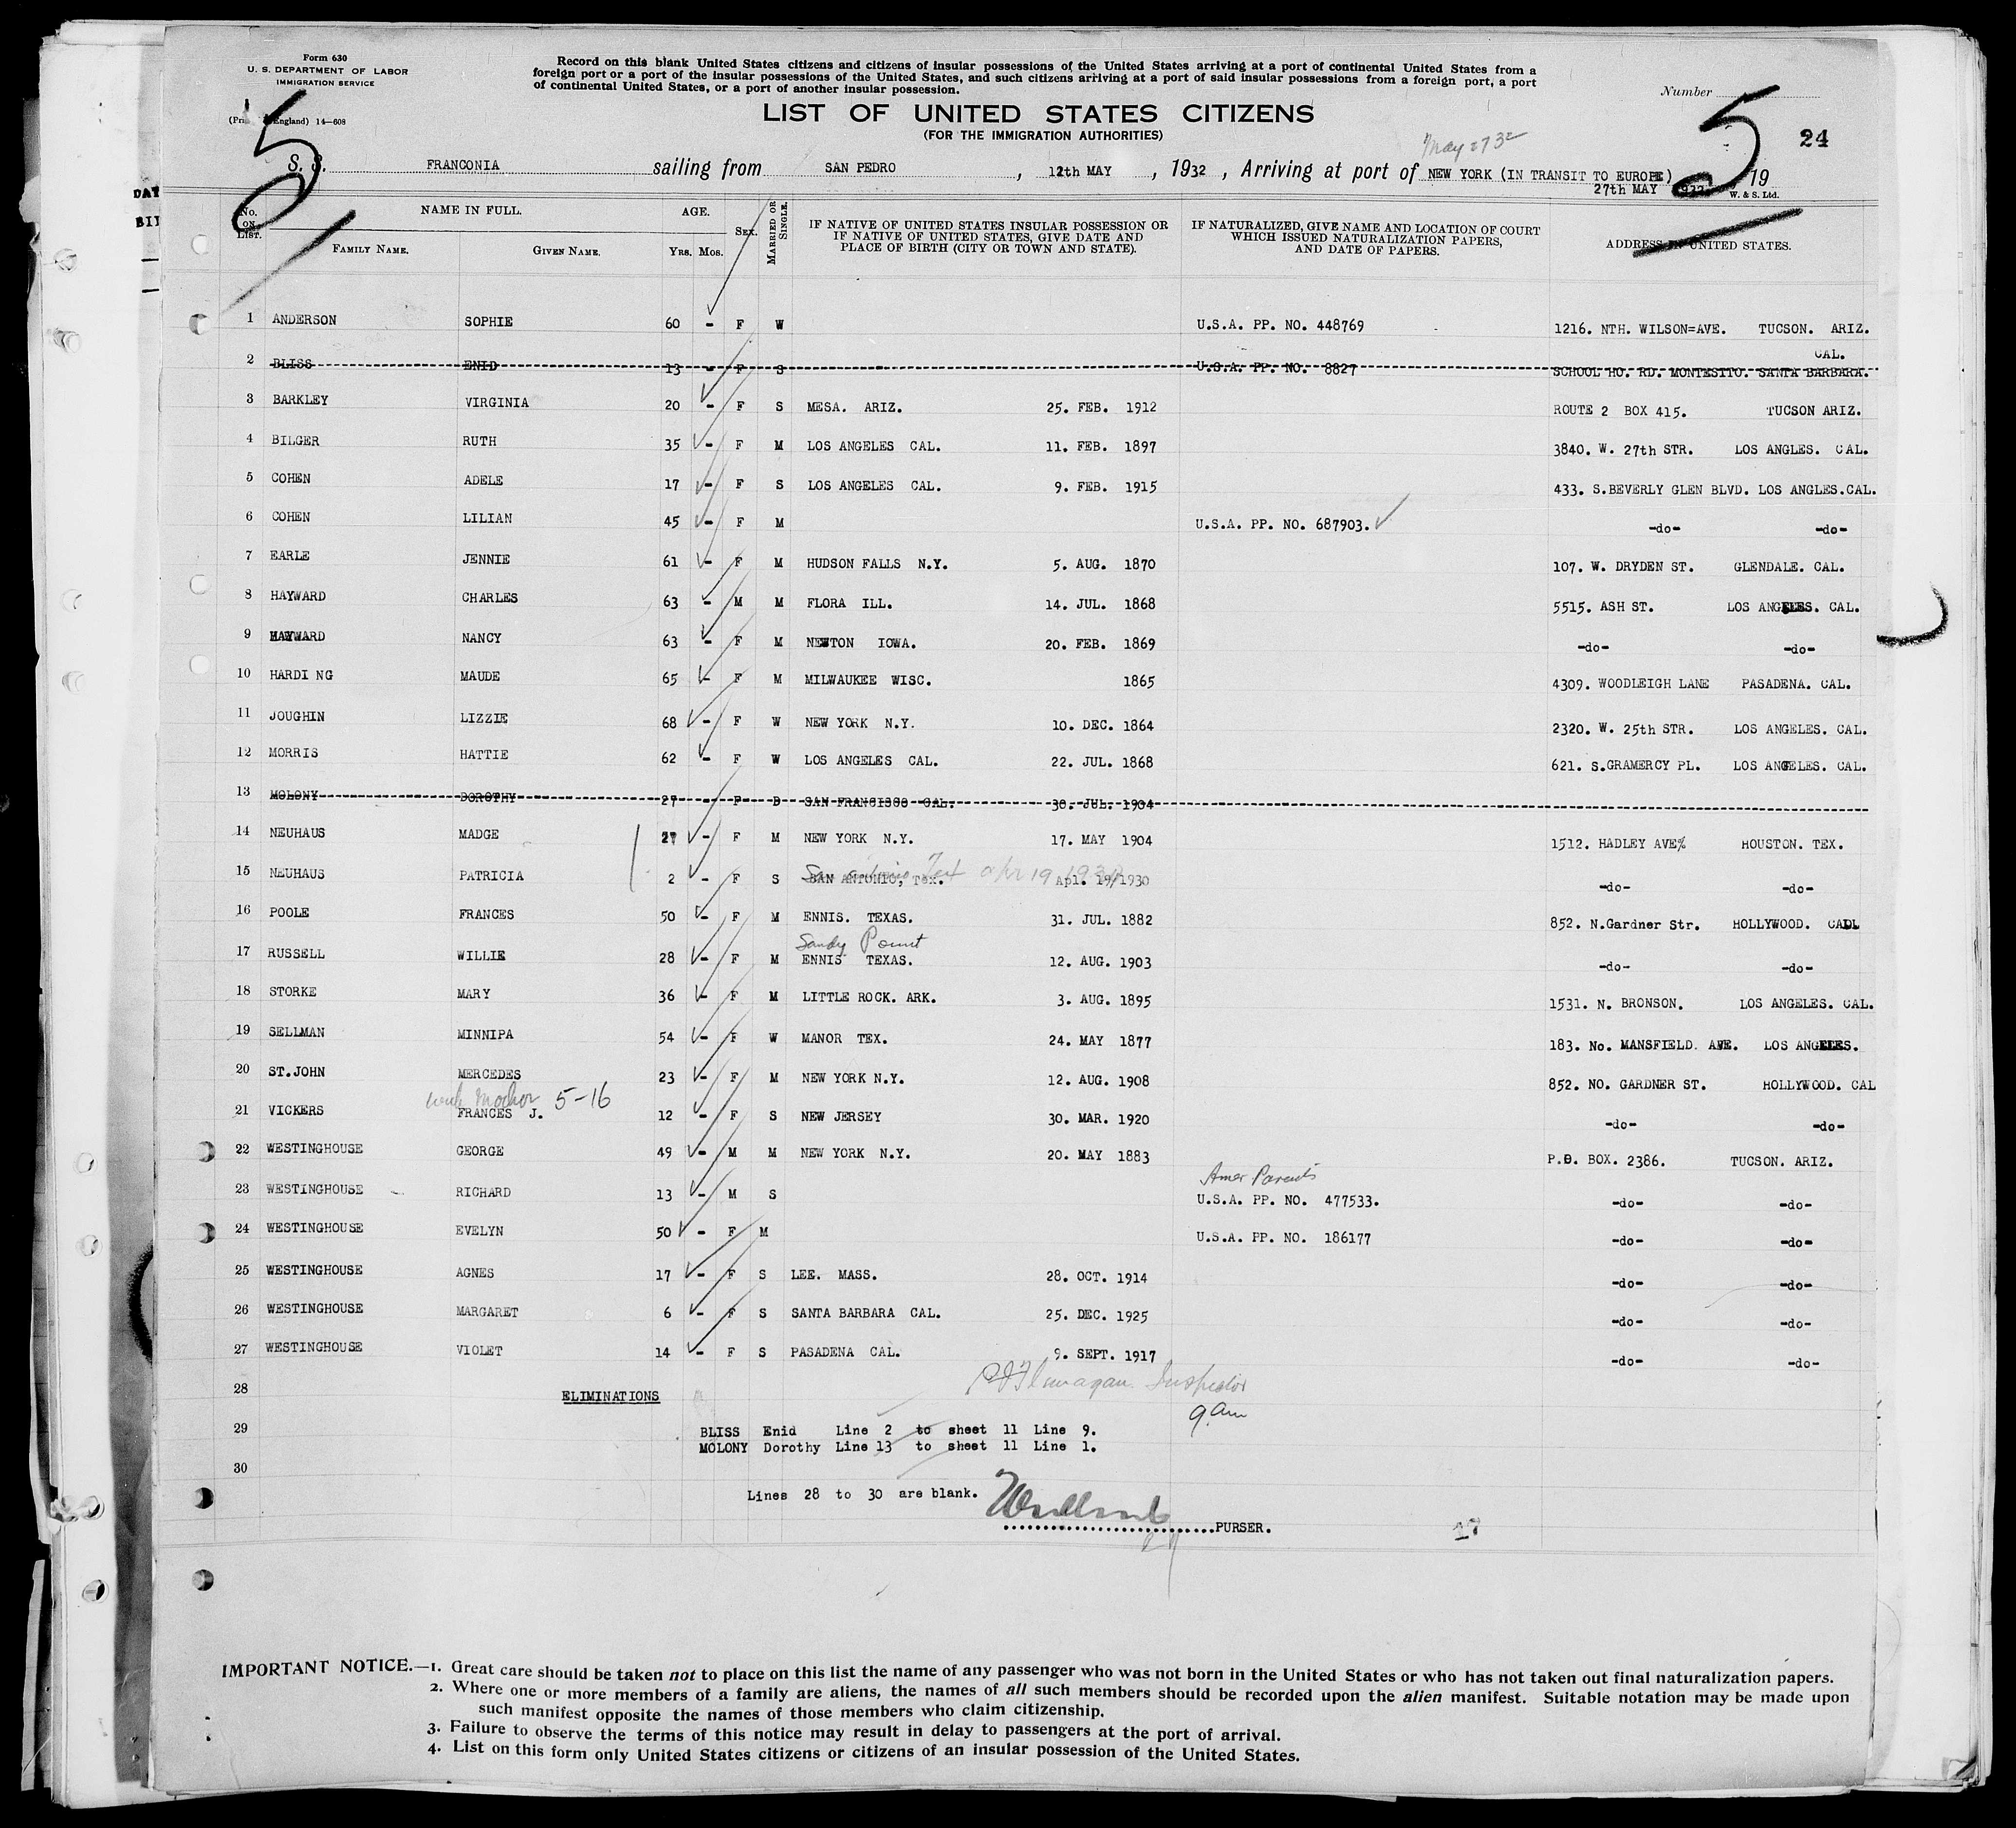 Form 630
U. S. DEPARTMENT OF LABOR
IMMIGRATION SERVICE
England) 14—608
Record on this blank United States citizens and citizens of insular possessions of the United States arriving at a port of continental United States from a
foreign port or a port of the insular possessions of the United States, and such citizens arriving at a port of said insular possessions from a foreign port, a port
of continental United States, or a port of another insular possession.
Number
LIST OF UNITED STATES CITIZENS
(FOR THE IMMIGRATION AUTHORITIES)
5 5 24
May 27 32
S. S. FRANCONIA sailing from SAN PEDRO, 12th MAY, 1932, Arriving at port of NEW YORK (IN TRANSIT TO EUROPE)
27th MAY 19
W. & S. Ltd.
DAT
BII
No. ON LIST. NAME IN FULL. AGE. SEX. MARRIED OR SINGLE. IF NATIVE OF UNITED STATES INSULAR POSSESSION OR IF NATIVE OF UNITED STATES, GIVE DATE AND PLACE OF BIRTH (CITY OR TOWN AND STATE). IF NATURALIZED, GIVE NAME AND LOCATION OF COURT WHICH ISSUED NATURALIZATION PAPERS, AND DATE OF PAPERS. ADDRESS IN UNITED STATES.
FAMILY NAME. GIVEN NAME. YRS. MOS.
1 ANDERSON SOPHIE 60 - F W U.S.A. PP. NO. 448769 1216. NTH. WILSON=AVE. TUCSON. ARIZ.
CAL.
2 BLISS ENID 13 - F S U.S.A. PP. NO. 8827 SCHOOL HO. RD. MONTESITO. SANTA BARBARA.
3 BARKLEY VIRGINIA 20 - F S MESA. ARIZ. 25. FEB. 1912 ROUTE 2 BOX 415. TUCSON ARIZ.
4 BILGER RUTH 35 - F M LOS ANGELES CAL. 11. FEB. 1897 3840. W. 27th STR. LOS ANGLES. CAL.
5 COHEN ADELE 17 - F S LOS ANGELES CAL. 9. FEB. 1915 433. S.BEVERLY GLEN BLVD. LOS ANGLES.CAL.
6 COHEN LILIAN 45 - F M U.S.A. PP. NO. 687903. -do- -do-
7 EARLE JENNIE 61 - F M HUDSON FALLS N.Y. 5. AUG. 1870 107. W. DRYDEN ST. GLENDALE. CAL.
8 HAYWARD CHARLES 63 - M M FLORA ILL. 14. JUL. 1868 5515. ASH ST. LOS ANGELES. CAL.
9 HAYWARD NANCY 63 - F M NEWTON IOWA. 20. FEB. 1869 -do- -do-
10 HARDI NG MAUDE 65 - F M MILWAUKEE WISC. 1865 4309. WOODLEIGH LANE PASADENA. CAL.
11 JOUGHIN LIZZIE 68 - F W NEW YORK N.Y. 10. DEC. 1864 2320. W. 25th STR. LOS ANGELES. CAL.
12 MORRIS HATTIE 62 - F W LOS ANGELES CAL. 22. JUL. 1868 621. S.GRAMERCY PL. LOS ANGELES. CAL.
13 MOLONY DOROTHY 27 - F D SAN FRANCISCO CAL. 30. JUL. 1904
14 NEUHAUS MADGE 27 - F M NEW YORK N.Y. 17. MAY 1904 1512. HADLEY AVE% HOUSTON. TEX.
San Antonio Tex Apr 19 1930
15 NEUHAUS PATRICIA 2 - F S SAN ANTONIO, Tex. Apl. 19/1930 -do- -do-
16 POOLE FRANCES 50 - F M ENNIS. TEXAS. 31. JUL. 1882 852. N.Gardner Str. HOLLYWOOD. CADL
Sandy Point
17 RUSSELL WILLIE 28 - F M ENNIS TEXAS. 12. AUG. 1903 -do- -do-
18 STORKE MARY 36 - F M LITTLE ROCK. ARK. 3. AUG. 1895 1531. N. BRONSON. LOS ANGELES. CAL.
19 SELLMAN MINNIPA 54 - F W MANOR TEX. 24. MAY 1877 183. No. MANSFIELD. AVE. LOS ANGELES.
20 ST.JOHN MERCEDES 23 - F M NEW YORK N.Y. 12. AUG. 1908 852. NO. GARDNER ST. HOLLYWOOD. CAL
5-16
21 VICKERS FRANCES J. 12 - F S NEW JERSEY 30. MAR. 1920 -do- -do-
22 WESTINGHOUSE GEORGE 49 - M M NEW YORK N.Y. 20. MAY 1883 P.O. BOX. 2386. TUCSON. ARIZ.
Amer Parents
23 WESTINGHOUSE RICHARD 13 - M S U.S.A. PP. NO. 477533. -do- -do-
24 WESTINGHOUSE EVELYN 50 - F M U.S.A. PP. NO. 186177 -do- -do-
25 WESTINGHOUSE AGNES 17 - F S LEE. MASS. 28. OCT. 1914 -do- -do-
26 WESTINGHOUSE MARGARET 6 - F S SANTA BARBARA CAL. 25. DEC. 1925 -do- -do-
27 WESTINGHOUSE VIOLET 14 - F S PASADENA CAL. 9. SEPT. 1917 -do- -do-
Flanagan Inspector
28 ELIMINATIONS
9 am
29 BLISS Enid Line 2 to sheet 11 Line 9.
MOLONY Dorothy Line 13 to sheet 11 Line 1.
30
Lines 28 to 30 are blank.
PURSER.
IMPORTANT NOTICE.—1. Great care should be taken not to place on this list the name of any passenger who was not born in the United States or who has not taken out final naturalization papers.
2. Where one or more members of a family are aliens, the names of all such members should be recorded upon the alien manifest. Suitable notation may be made upon
such manifest opposite the names of those members who claim citizenship.
3. Failure to observe the terms of this notice may result in delay to passengers at the port of arrival.
4. List on this form only United States citizens or citizens of an insular possession of the United States.